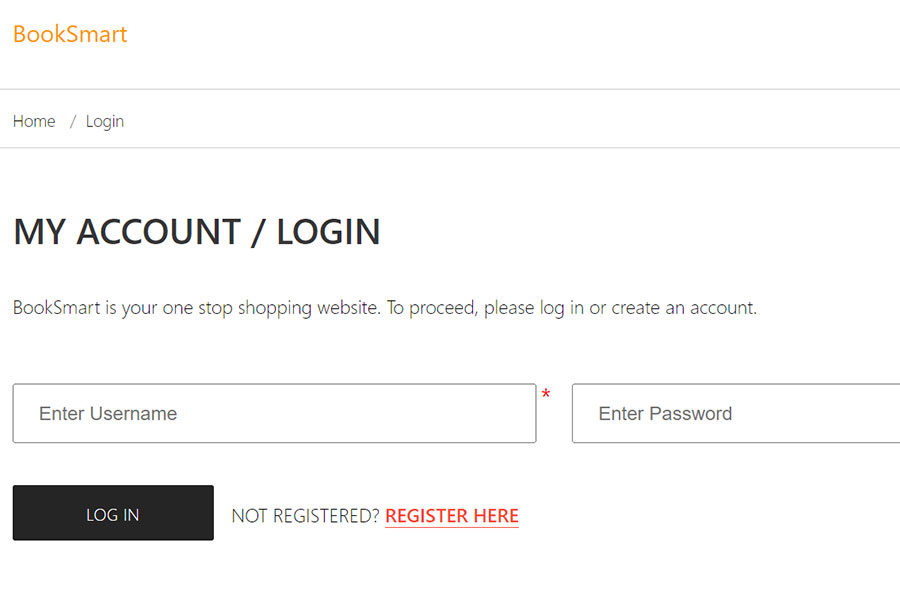 BookSmart
Home / Login
MY ACCOUNT / LOGIN
BookSmart is your one stop shopping website. To proceed, please log in or create an account.
Enter Username * Enter Password
LOG IN NOT REGISTERED? REGISTER HERE